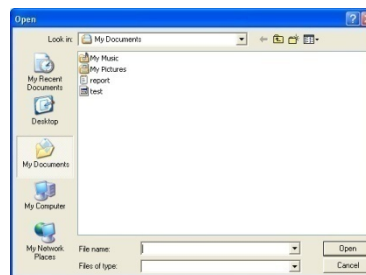 Open
Look in: My Documents
My Music
My Pictures
report
test
My Recent
Documents
Desktop
My Documents
My Computer
My Network
Places
File name:
Open
Files of type:
Cancel